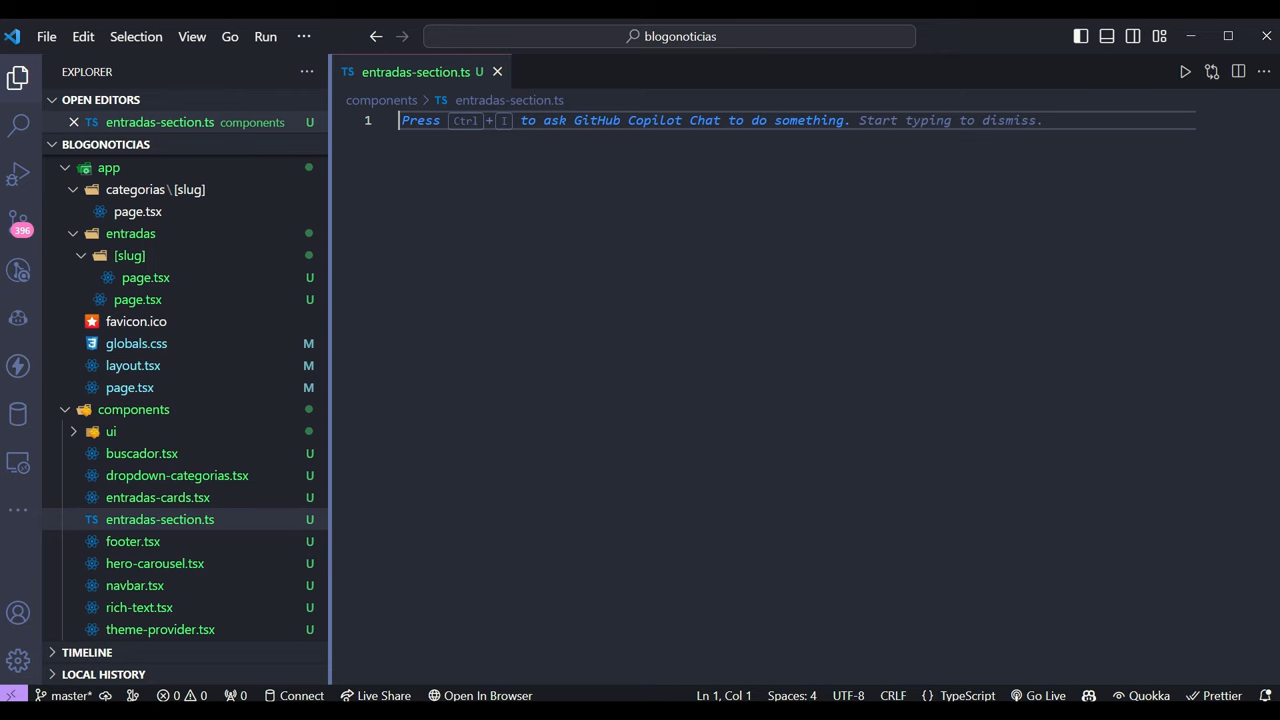 File Edit Selection View Go Run ··· blogonoticias
EXPLORER ···
OPEN EDITORS
TS entradas-section.ts components U
BLOGONOTICIAS
app
categorias\[slug]
page.tsx
entradas
[slug]
page.tsx U
page.tsx U
favicon.ico
globals.css M
layout.tsx M
page.tsx M
components
ui
buscador.tsx U
dropdown-categorias.tsx U
entradas-cards.tsx U
TS entradas-section.ts U
footer.tsx U
hero-carousel.tsx U
navbar.tsx U
rich-text.tsx U
theme-provider.tsx U
TIMELINE
LOCAL HISTORY
396
TS entradas-section.ts U
components > TS entradas-section.ts
1 Press Ctrl+I to ask GitHub Copilot Chat to do something. Start typing to dismiss.
master* 0 0 0 Connect Live Share Open In Browser Ln 1, Col 1 Spaces: 4 UTF-8 CRLF {} TypeScript Go Live Quokka Prettier